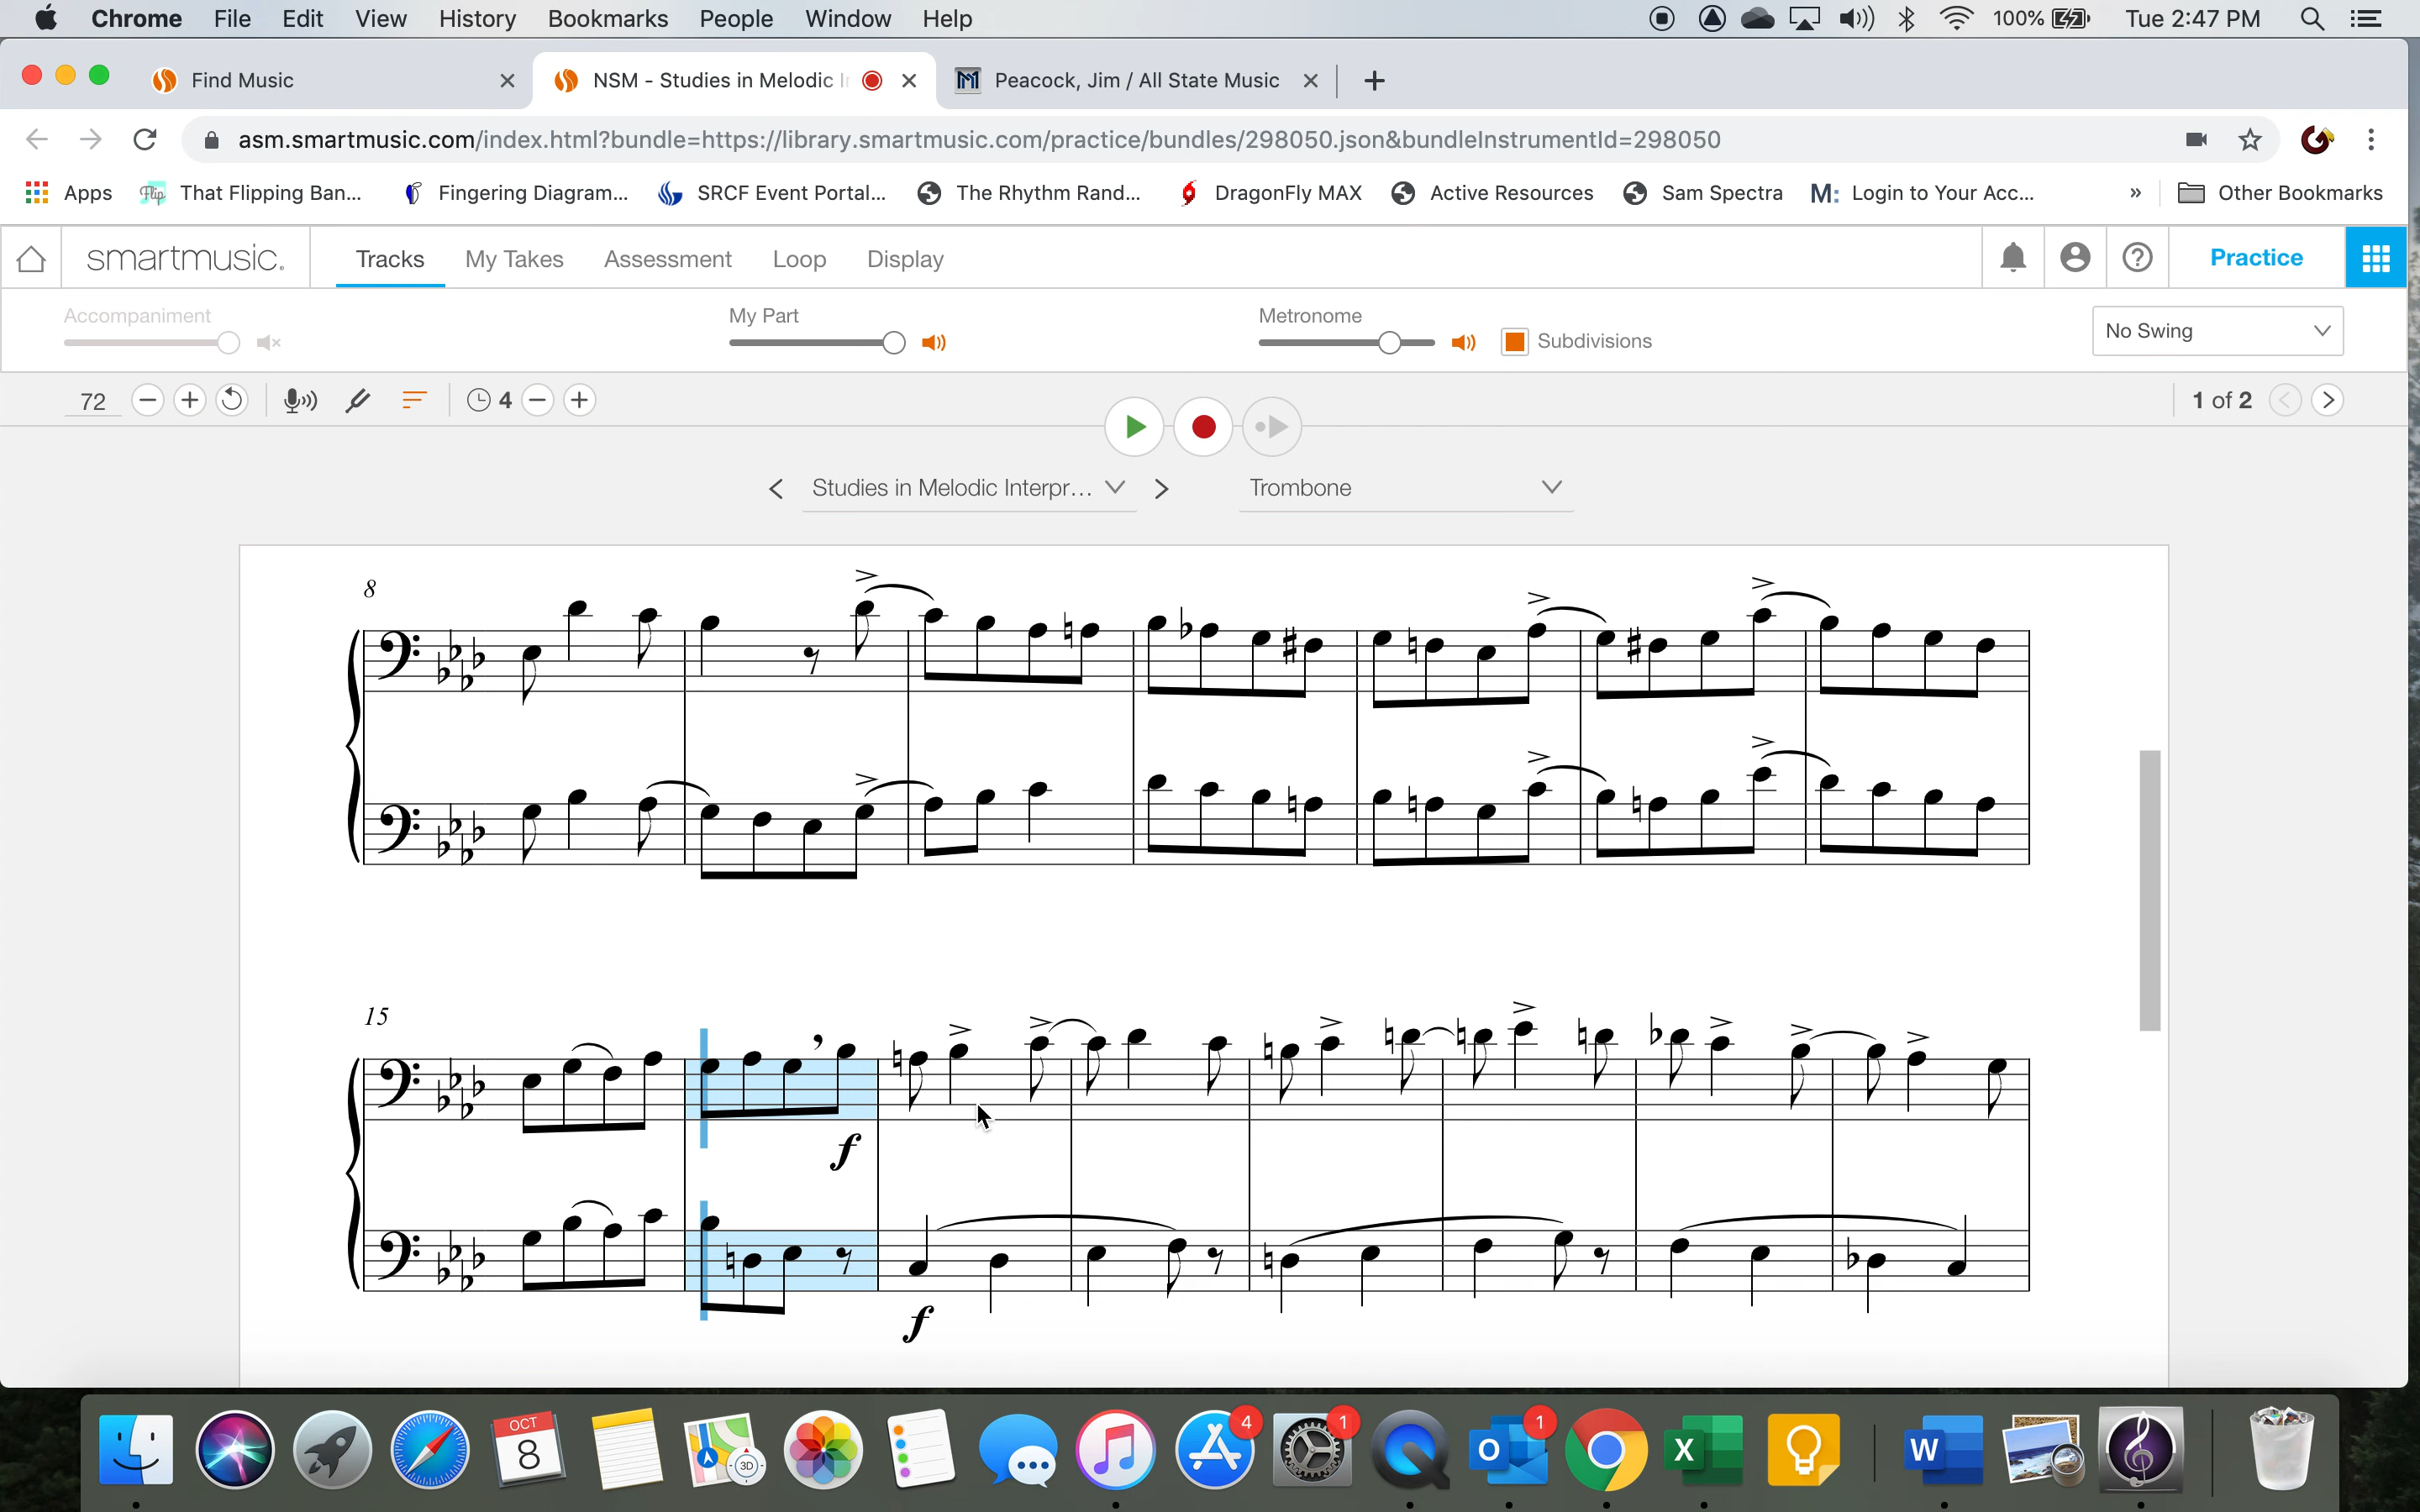 Chrome File Edit View History Bookmarks People Window Help 100% Tue 2:47 PM
Find Music NSM - Studies in Melodic Peacock, Jim / All State Music
asm.smartmusic.com/index.html?bundle=https://library.smartmusic.com/practice/bundles/298050.json&bundleInstrumentId=298050
Apps That Flipping Ban... Fingering Diagram... SRCF Event Portal... The Rhythm Rand... DragonFly MAX Active Resources Sam Spectra M: Login to Your Acc... » Other Bookmarks
smartmusic. Tracks My Takes Assessment Loop Display Practice
Accompaniment My Part Metronome
Subdivisions No Swing
72 4 1 of 2
Studies in Melodic Interpr... Trombone
8
15
f
f
OCT
8
3D
4
1
1
O
X
W